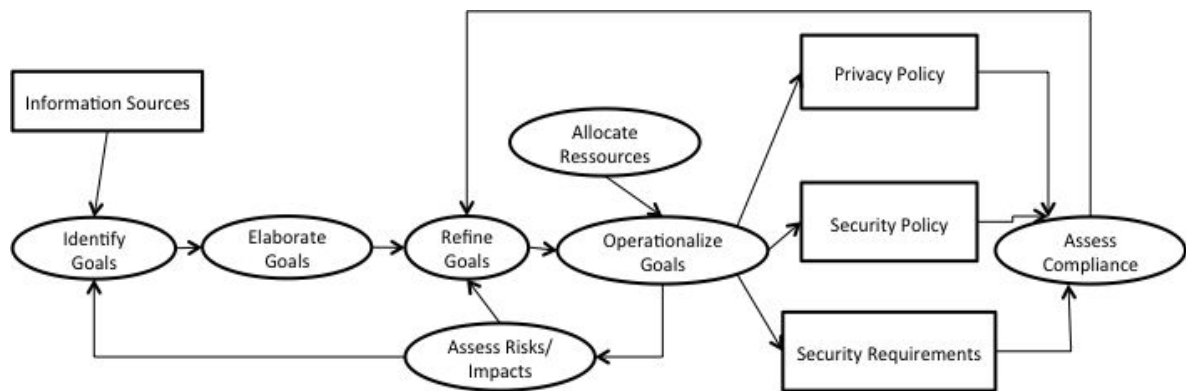 Information Sources
Identify
Goals
Elaborate
Goals
Refine
Goals
Allocate
Ressources
Operationalize
Goals
Assess Risks/
Impacts
Privacy Policy
Security Policy
Security Requirements
Assess
Compliance